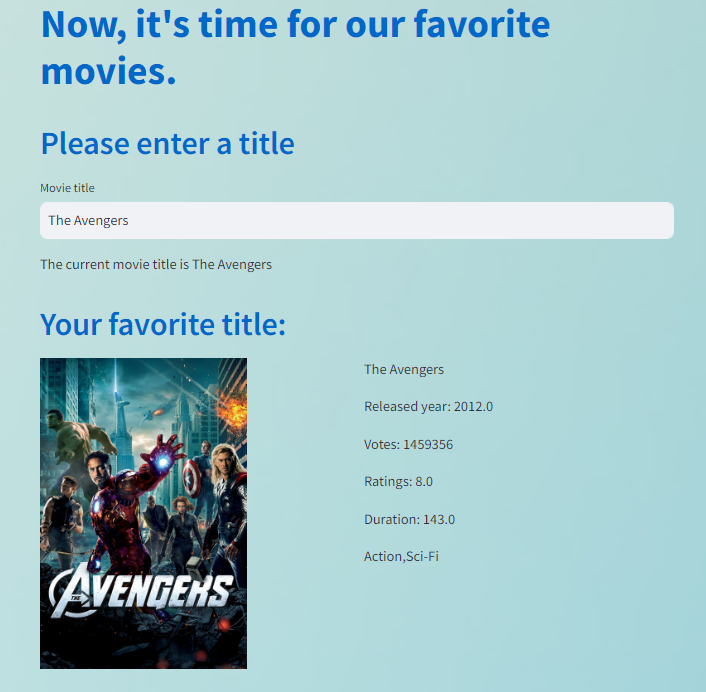 Now, it's time for our favorite
movies.
Please enter a title
Movie title
The Avengers
The current movie title is The Avengers
Your favorite title:
THE AVENGERS
The Avengers
Released year: 2012.0
Votes: 1459356
Ratings: 8.0
Duration: 143.0
Action,Sci-Fi